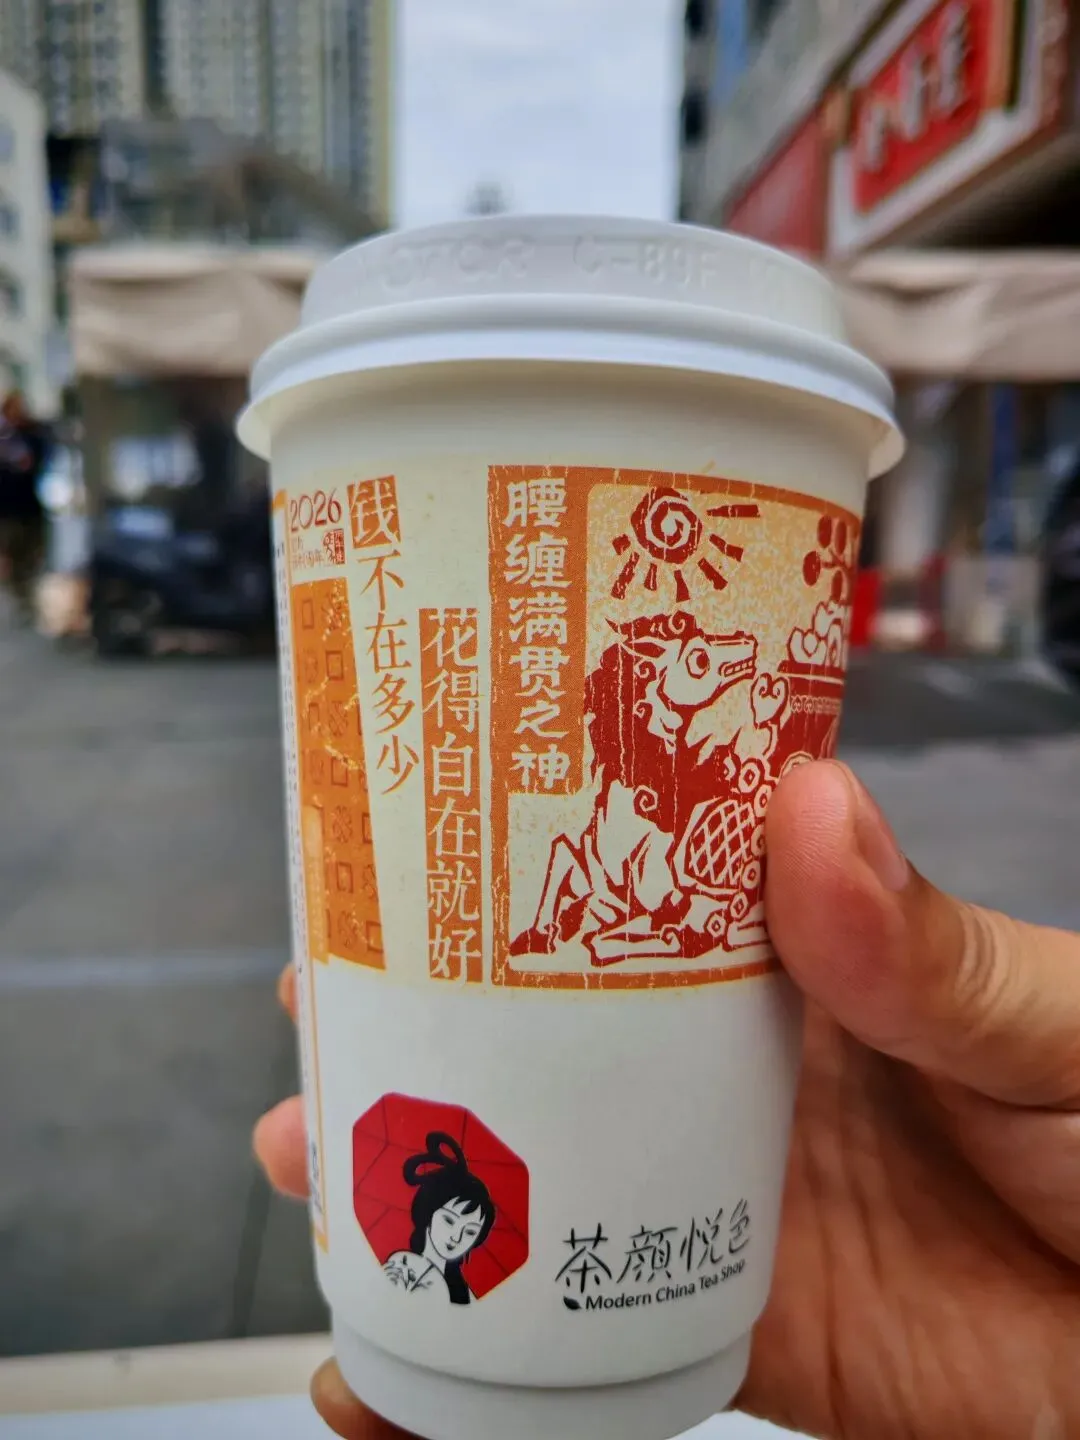 2026
钱不在多少
花得自在就好
腰缠满贯之神
茶颜悦色
Modern China Tea Shop